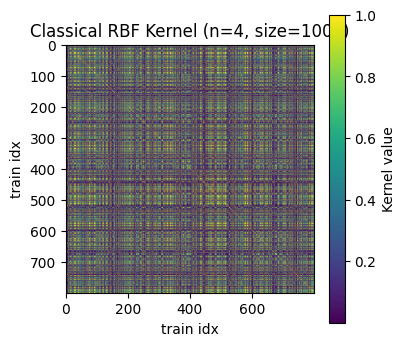 Classical RBF Kernel (n=4, size=100 )
0
100
200
300
400
500
600
700
train idx
0 200 400 600
train idx
1.0
0.8
0.6
0.4
0.2
Kernel value